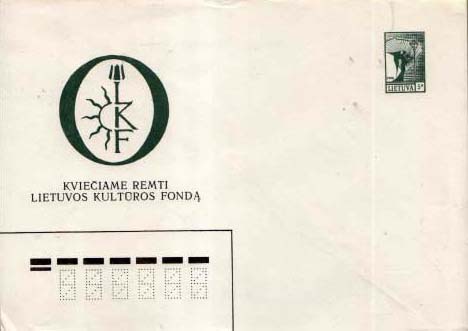 LKF
KVIEČIAME REMTI
LIETUVOS KULTŪROS FONDĄ
LIETUVA